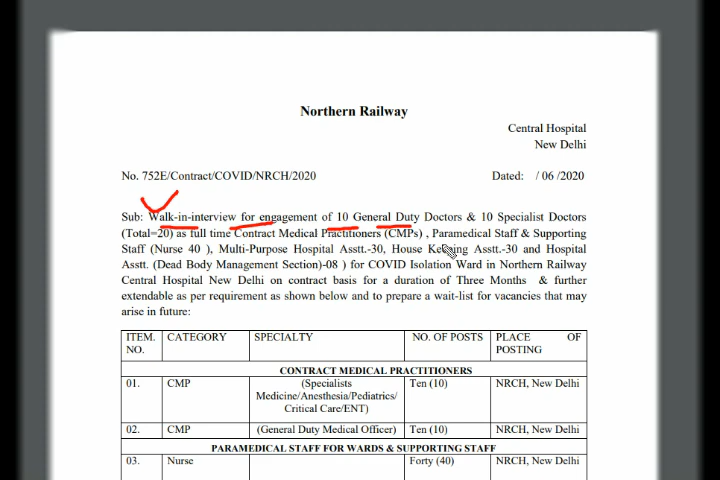 Northern Railway
Central Hospital
New Delhi
No. 752E/Contract/COVID/NRCH/2020 Dated: / 06 /2020
Sub: Walk-in-interview for engagement of 10 General Duty Doctors & 10 Specialist Doctors
(Total=20) as full time Contract Medical Practitioners (CMPs) , Paramedical Staff & Supporting
Staff (Nurse 40 ), Multi-Purpose Hospital Asstt.-30, House Keeping Asstt.-30 and Hospital
Asstt. (Dead Body Management Section)-08 ) for COVID Isolation Ward in Northern Railway
Central Hospital New Delhi on contract basis for a duration of Three Months & further
extendable as per requirement as shown below and to prepare a wait-list for vacancies that may
arise in future:
ITEM. NO. CATEGORY SPECIALTY NO. OF POSTS PLACE OF POSTING
CONTRACT MEDICAL PRACTITIONERS
01. CMP (Specialists Medicine/Anesthesia/Pediatrics/ Critical Care/ENT) Ten (10) NRCH, New Delhi
02. CMP (General Duty Medical Officer) Ten (10) NRCH, New Delhi
PARAMEDICAL STAFF FOR WARDS & SUPPORTING STAFF
03. Nurse Forty (40) NRCH, New Delhi